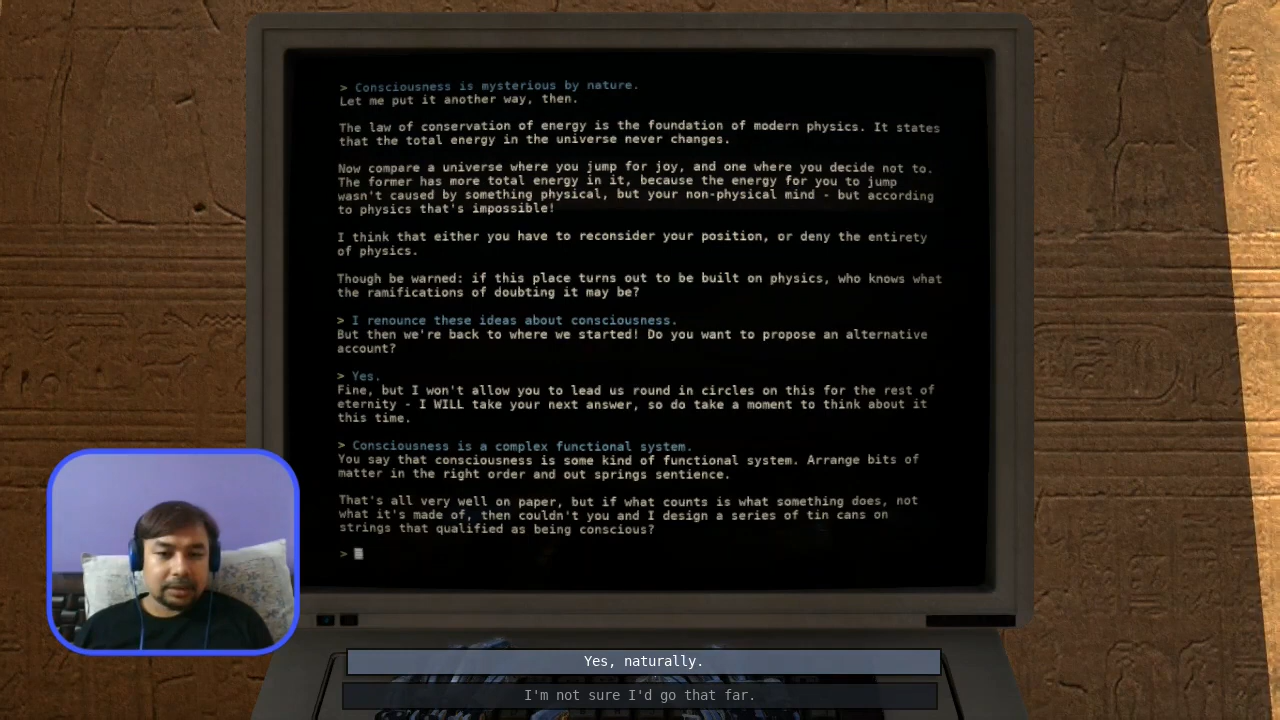 > Consciousness is mysterious by nature.
Let me put it another way, then.
The law of conservation of energy is the foundation of modern physics. It states
that the total energy in the universe never changes.
Now compare a universe where you jump for joy, and one where you decide not to.
The former has more total energy in it, because the energy for you to jump
wasn't caused by something physical, but your non-physical mind - but according
to physics that's impossible!
I think that either you have to reconsider your position, or deny the entirety
of physics.
Though be warned: if this place turns out to be built on physics, who knows what
the ramifications of doubting it may be?
> I renounce these ideas about consciousness.
But then we're back to where we started! Do you want to propose an alternative
account?
> Yes.
Fine, but I won't allow you to lead us round in circles on this for the rest of
eternity - I WILL take your next answer, so do take a moment to think about it
this time.
> Consciousness is a complex functional system.
You say that consciousness is some kind of functional system. Arrange bits of
matter in the right order and out springs sentience.
That's all very well on paper, but if what counts is what something does, not
what it's made of, then couldn't you and I design a series of tin cans on
strings that qualified as being conscious?
>
Yes, naturally.
I'm not sure I'd go that far.